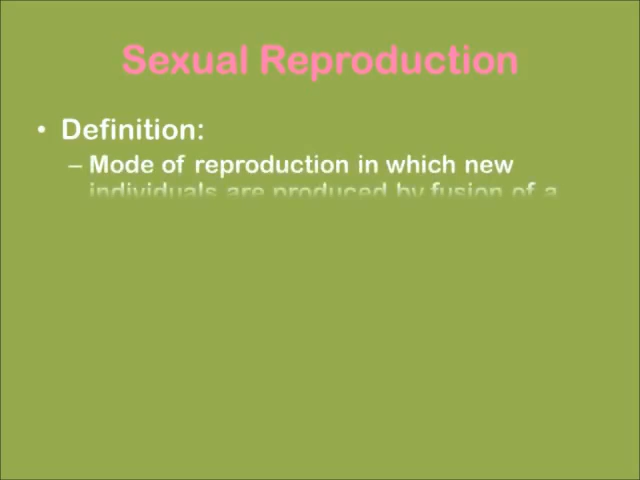 Sexual Reproduction
• Definition:
– Mode of reproduction in which new
individuals are produced by fusion of a